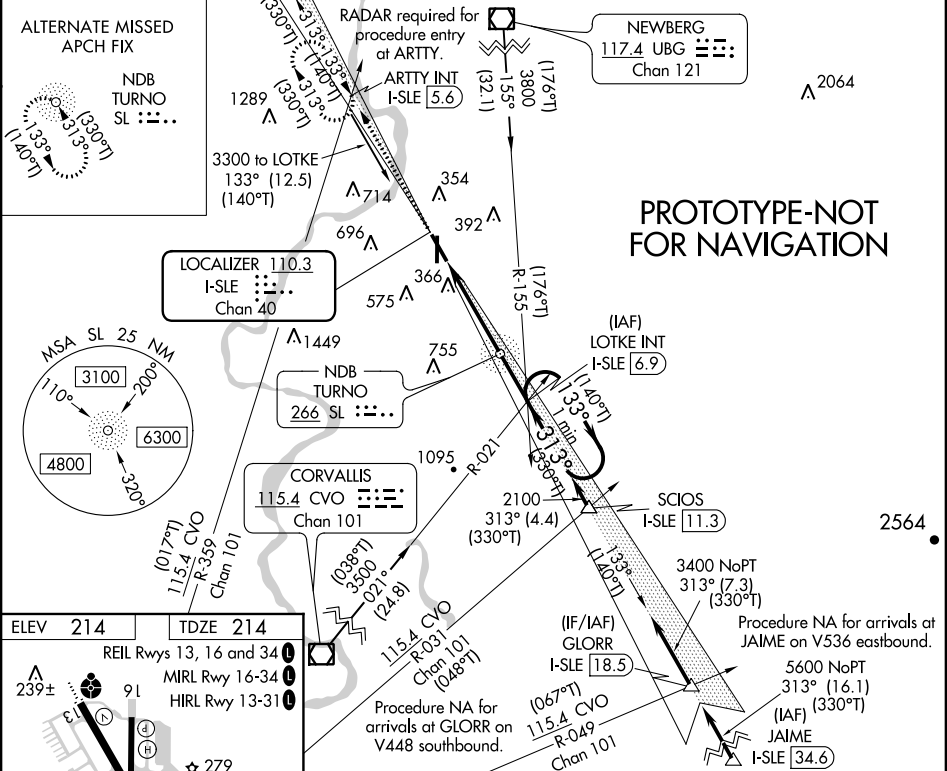 ALTERNATE MISSED
APCH FIX
NDB
TURNO
SL
(330°T)
313°
133°
(140°T)
(330°T)
313°
133°
(140°T)
313°
(330°T)
RADAR required for
procedure entry
at ARTTY.
ARTTY INT
I-SLE 5.6
1289
3300 to LOTKE
133° (12.5)
(140°T)
NEWBERG
117.4 UBG
Chan 121
(176°T)
3800
155°
(32.1)
2064
714
354
392
696
PROTOTYPE-NOT
FOR NAVIGATION
LOCALIZER 110.3
I-SLE
Chan 40
366
575
R-155
(176°T)
1449
755
(IAF)
LOTKE INT
I-SLE 6.9
MSA SL 25 NM
3100
110°
200°
6300
4800
320°
NDB
TURNO
266 SL
(140°T)
133°
1 min
313°
(330°T)
1095
R-021
CORVALLIS
115.4 CVO
Chan 101
2100
313° (4.4)
(330°T)
SCIOS
I-SLE 11.3
2564
(017°T)
115.4 CVO
R-359
Chan 101
(038°T)
3500
021°
(24.8)
133°
(140°T)
3400 NoPT
313° (7.3)
(330°T)
115.4 CVO
R-031
Chan 101
(048°T)
(IF/IAF)
GLORR
I-SLE 18.5
Procedure NA for arrivals at
JAIME on V536 eastbound.
5600 NoPT
313° (16.1)
(330°T)
(IAF)
JAIME
I-SLE 34.6
Procedure NA for
arrivals at GLORR on
V448 southbound.
(067°T)
115.4 CVO
R-049
Chan 101
ELEV 214
TDZE 214
REIL Rwys 13, 16 and 34 L
MIRL Rwy 16-34 L
HIRL Rwy 13-31 L
239±
13
16
A
P
H
279